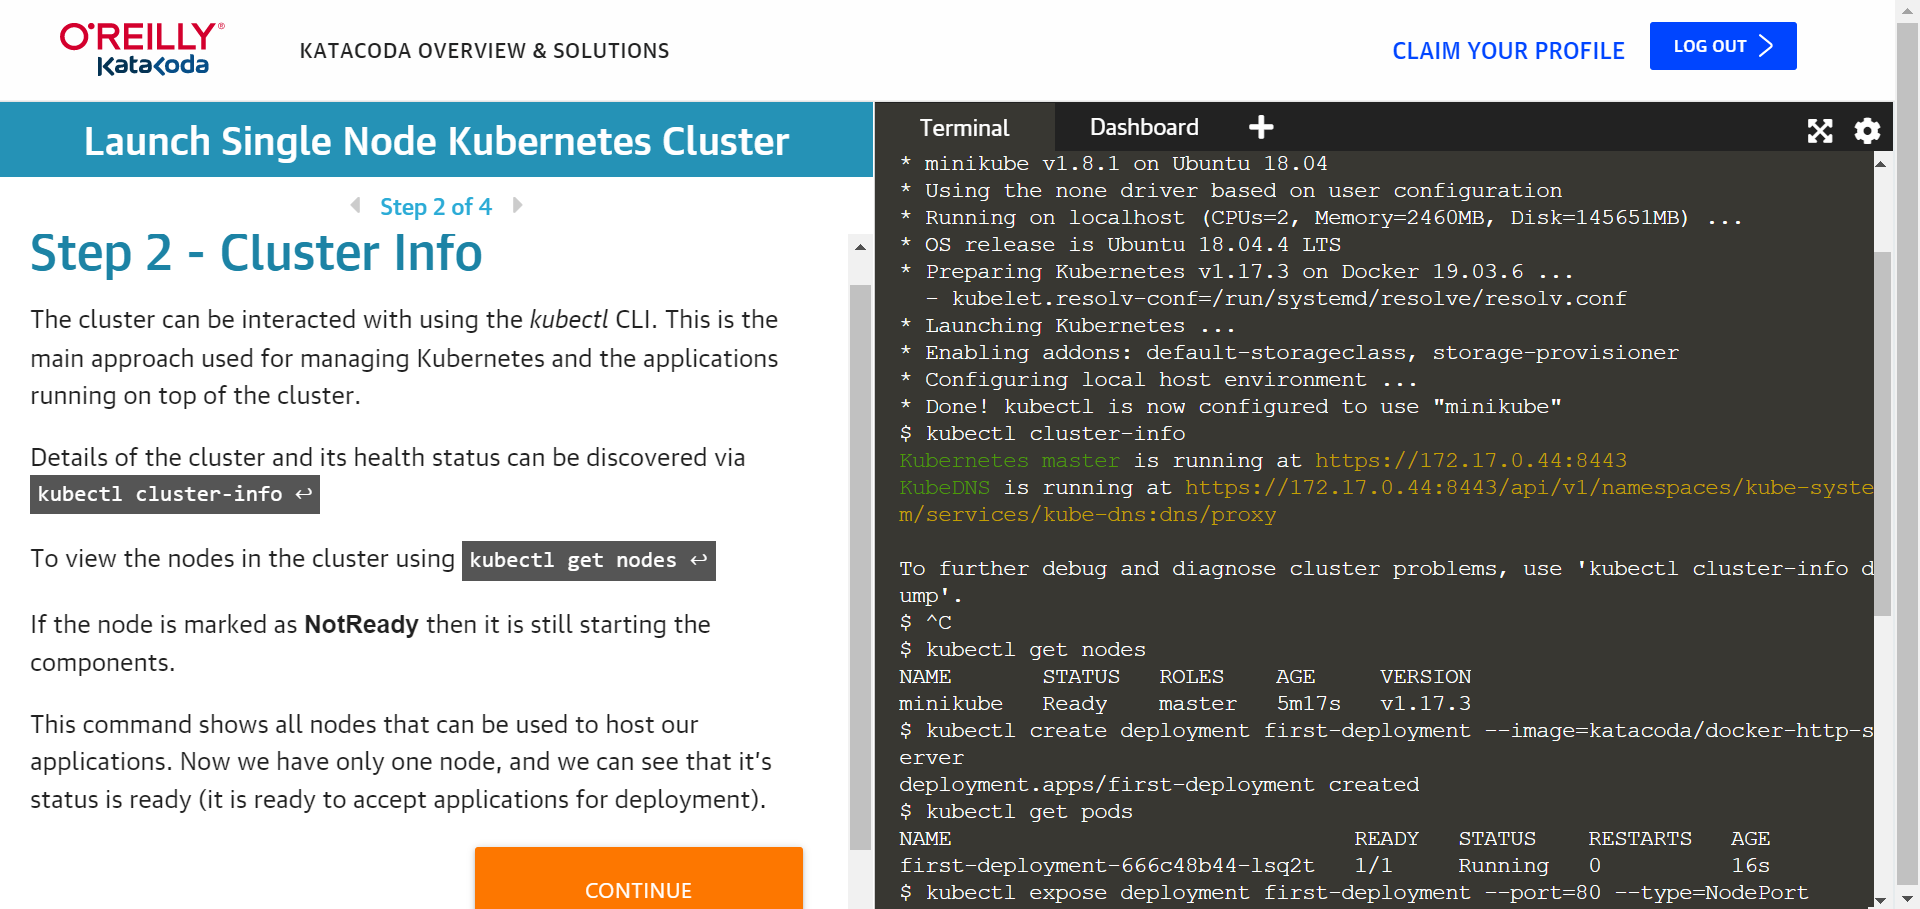 O'REILLY®
Katakoda
KATACODA OVERVIEW & SOLUTIONS
CLAIM YOUR PROFILE
LOG OUT
Launch Single Node Kubernetes Cluster
Step 2 of 4
Step 2 - Cluster Info
The cluster can be interacted with using the kubectl CLI. This is the
main approach used for managing Kubernetes and the applications
running on top of the cluster.
Details of the cluster and its health status can be discovered via
kubectl cluster-info ↩
To view the nodes in the cluster using kubectl get nodes ↩
If the node is marked as NotReady then it is still starting the
components.
This command shows all nodes that can be used to host our
applications. Now we have only one node, and we can see that it's
status is ready (it is ready to accept applications for deployment).
CONTINUE
Terminal
Dashboard
* minikube v1.8.1 on Ubuntu 18.04
* Using the none driver based on user configuration
* Running on localhost (CPUs=2, Memory=2460MB, Disk=145651MB) ...
* OS release is Ubuntu 18.04.4 LTS
* Preparing Kubernetes v1.17.3 on Docker 19.03.6 ...
  - kubelet.resolv-conf=/run/systemd/resolve/resolv.conf
* Launching Kubernetes ...
* Enabling addons: default-storageclass, storage-provisioner
* Configuring local host environment ...
* Done! kubectl is now configured to use "minikube"
$ kubectl cluster-info
Kubernetes master is running at https://172.17.0.44:8443
KubeDNS is running at https://172.17.0.44:8443/api/v1/namespaces/kube-syste
m/services/kube-dns:dns/proxy
To further debug and diagnose cluster problems, use 'kubectl cluster-info d
ump'.
$ ^C
$ kubectl get nodes
NAME STATUS ROLES AGE VERSION
minikube Ready master 5m17s v1.17.3
$ kubectl create deployment first-deployment --image=katacoda/docker-http-s
erver
deployment.apps/first-deployment created
$ kubectl get pods
NAME READY STATUS RESTARTS AGE
first-deployment-666c48b44-lsq2t 1/1 Running 0 16s
$ kubectl expose deployment first-deployment --port=80 --type=NodePort